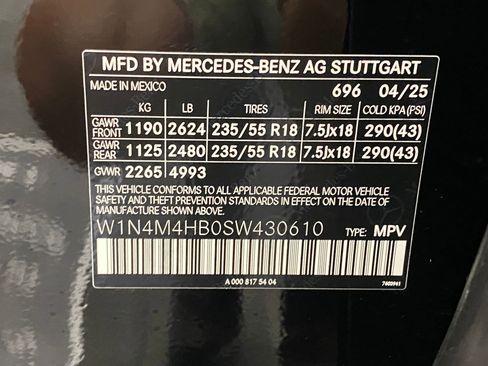 MFD BY MERCEDES-BENZ AG STUTTGART
MADE IN MEXICO 696 04/25
KG LB TIRES RIM SIZE COLD KPA(PSI)
GAWR FRONT 1190 2624 235/55 R18 7.5Jx18 290(43)
GAWR REAR 1125 2480 235/55 R18 7.5Jx18 290(43)
GVWR 2265 4993
THIS VEHICLE CONFORMS TO ALL APPLICABLE FEDERAL MOTOR VEHICLE
SAFETY AND THEFT PREVENTION STANDARDS IN EFFECT ON THE DATE
OF MANUFACTURE SHOWN ABOVE.
W1N4M4HB0SW430610 TYPE: MPV
A 000 817 54 04